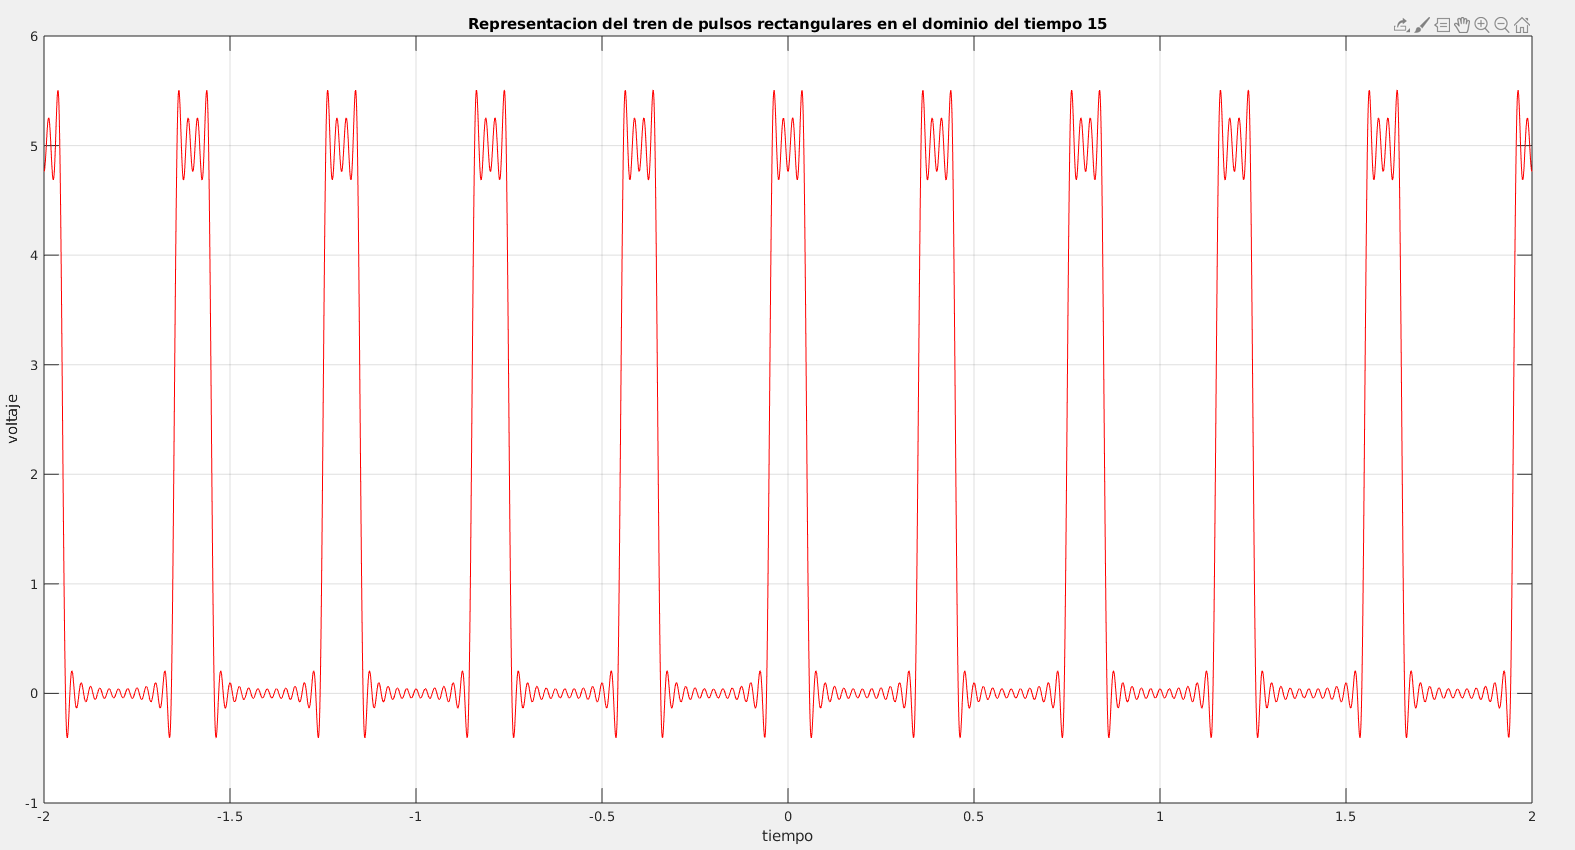 Representacion del tren de pulsos rectangulares en el dominio del tiempo 15
6
5
4
3
2
1
0
-1
voltaje
-2 -1.5 -1 -0.5 0 0.5 1 1.5 2
tiempo